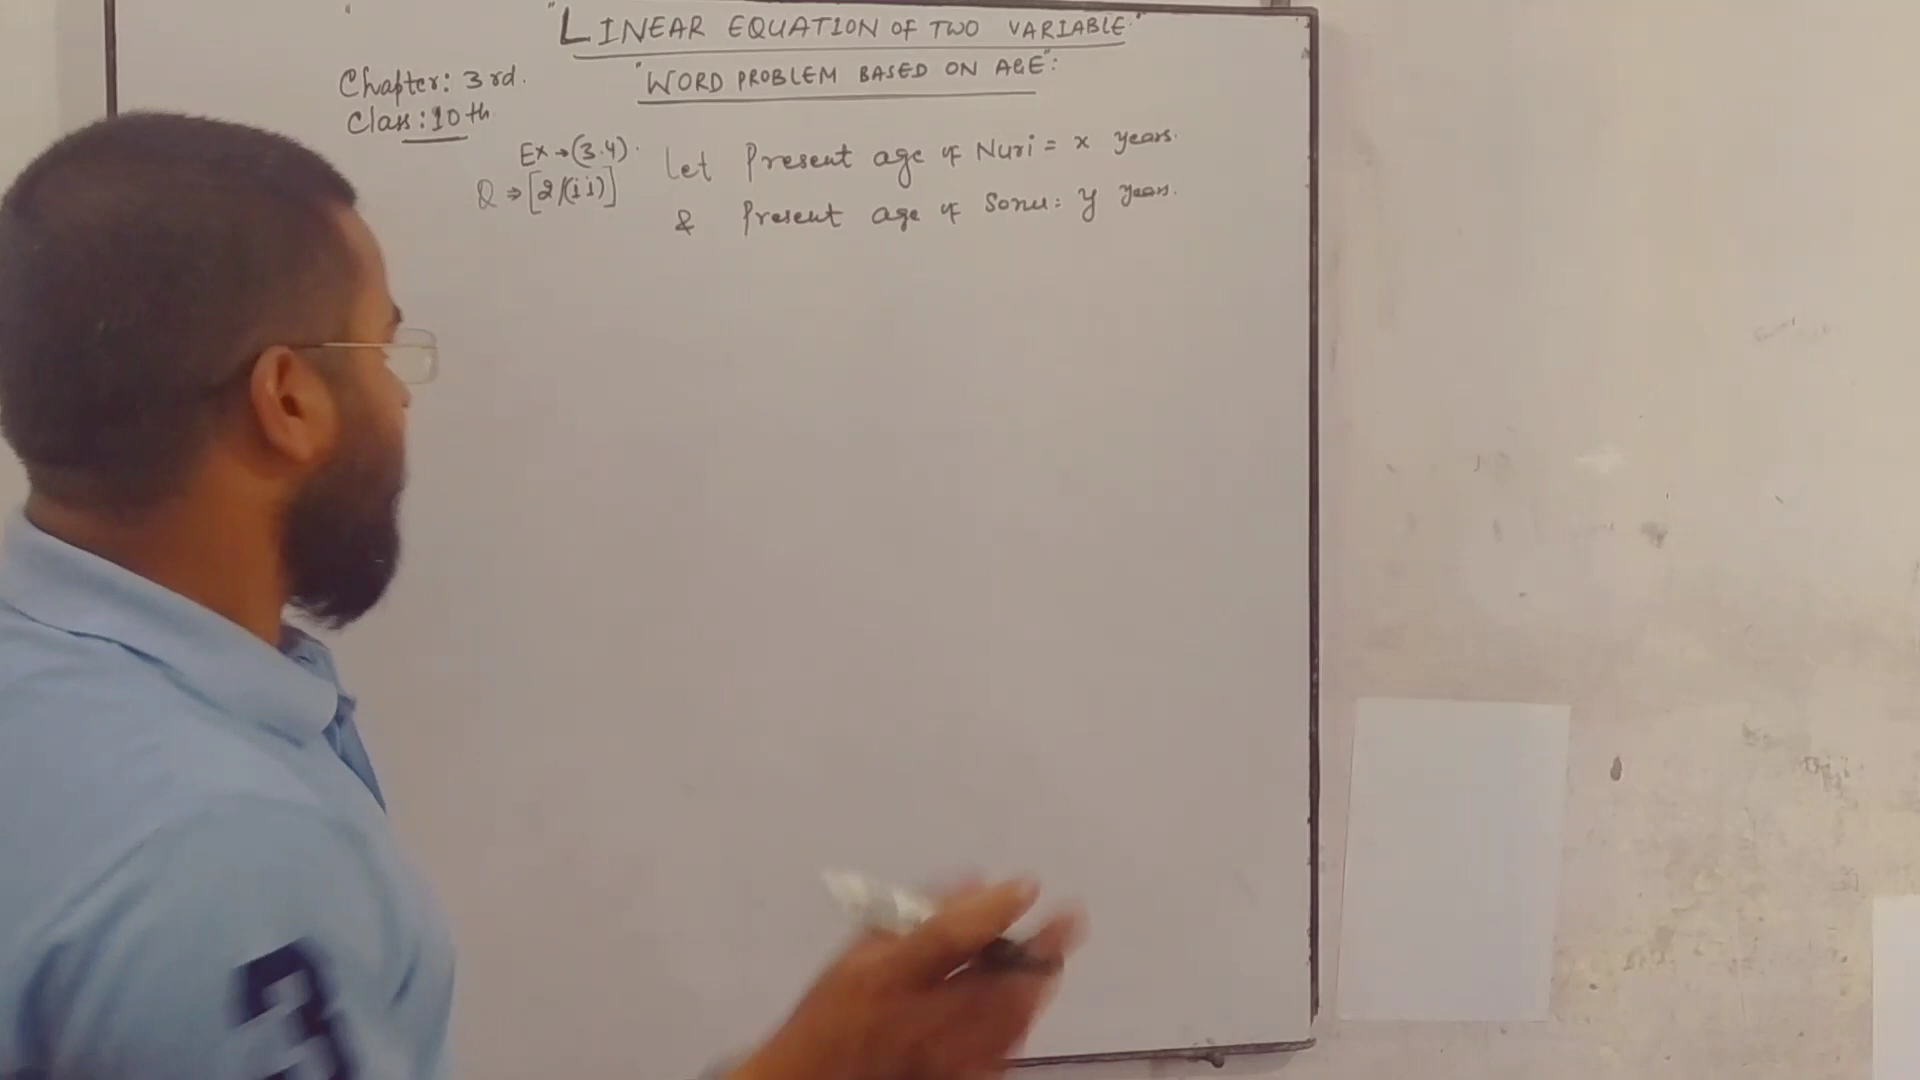 "LINEAR EQUATION OF TWO VARIABLE."
"WORD PROBLEM BASED ON AGE":
Chapter: 3rd.
Class: 10th
Ex → (3.4).
Q ⇒ [2/(ii)]
Let Present age of Nuri = x years.
& Present age of Sonu = y years.
3